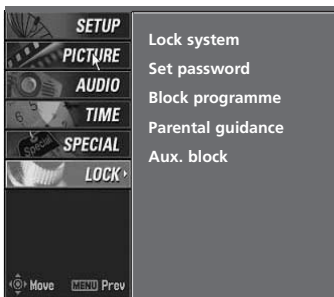 SETUP
PICTURE
AUDIO
TIME
SPECIAL
LOCK
Move MENU Prev
Lock system
Set password
Block programme
Parental guidance
Aux. block